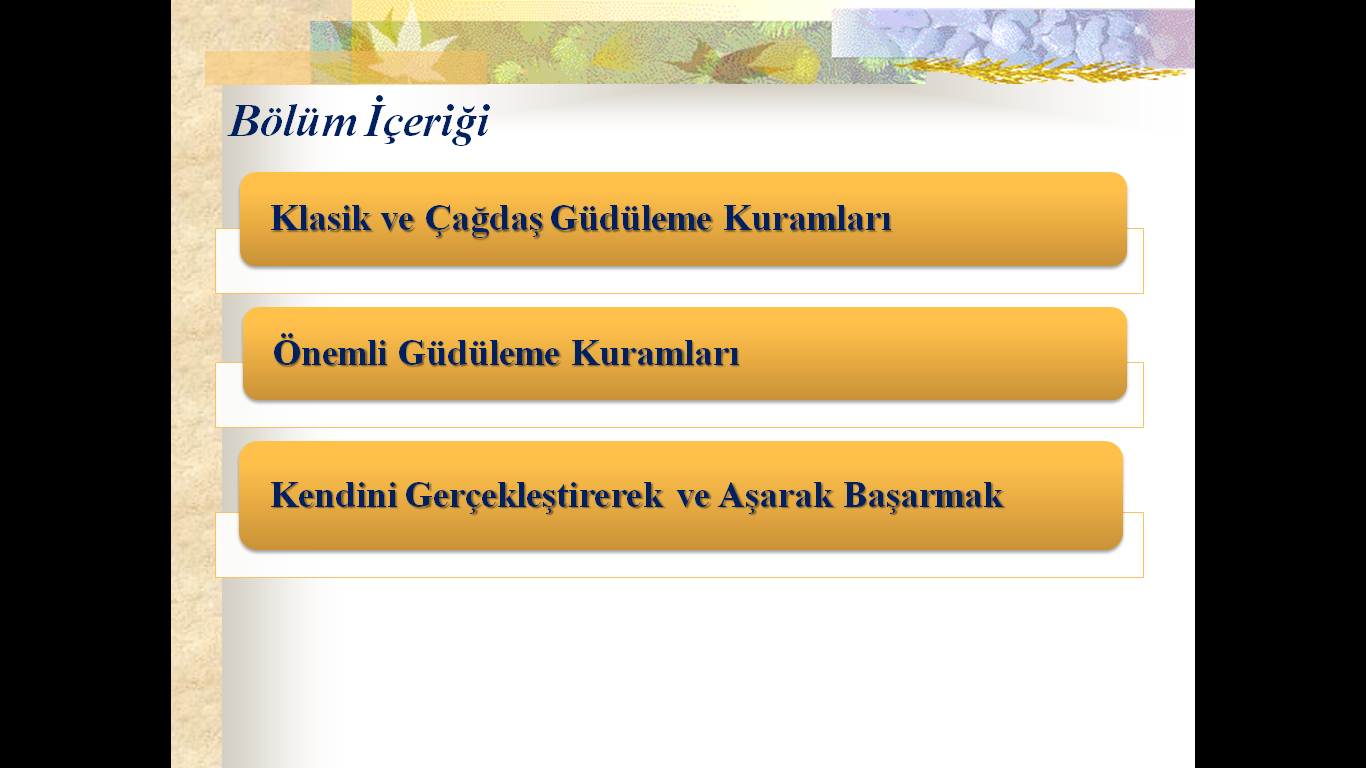 Bölüm İçeriği
Klasik ve Çağdaş Güdüleme Kuramları
Önemli Güdüleme Kuramları
Kendini Gerçekleştirerek ve Aşarak Başarmak